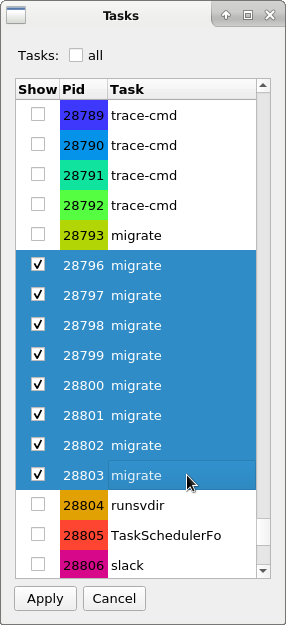 Tasks
Tasks: all
Show Pid Task
28789 trace-cmd
28790 trace-cmd
28791 trace-cmd
28792 trace-cmd
28793 migrate
28796 migrate
28797 migrate
28798 migrate
28799 migrate
28800 migrate
28801 migrate
28802 migrate
28803 migrate
28804 runsvdir
28805 TaskSchedulerFo
28806 slack
Apply Cancel